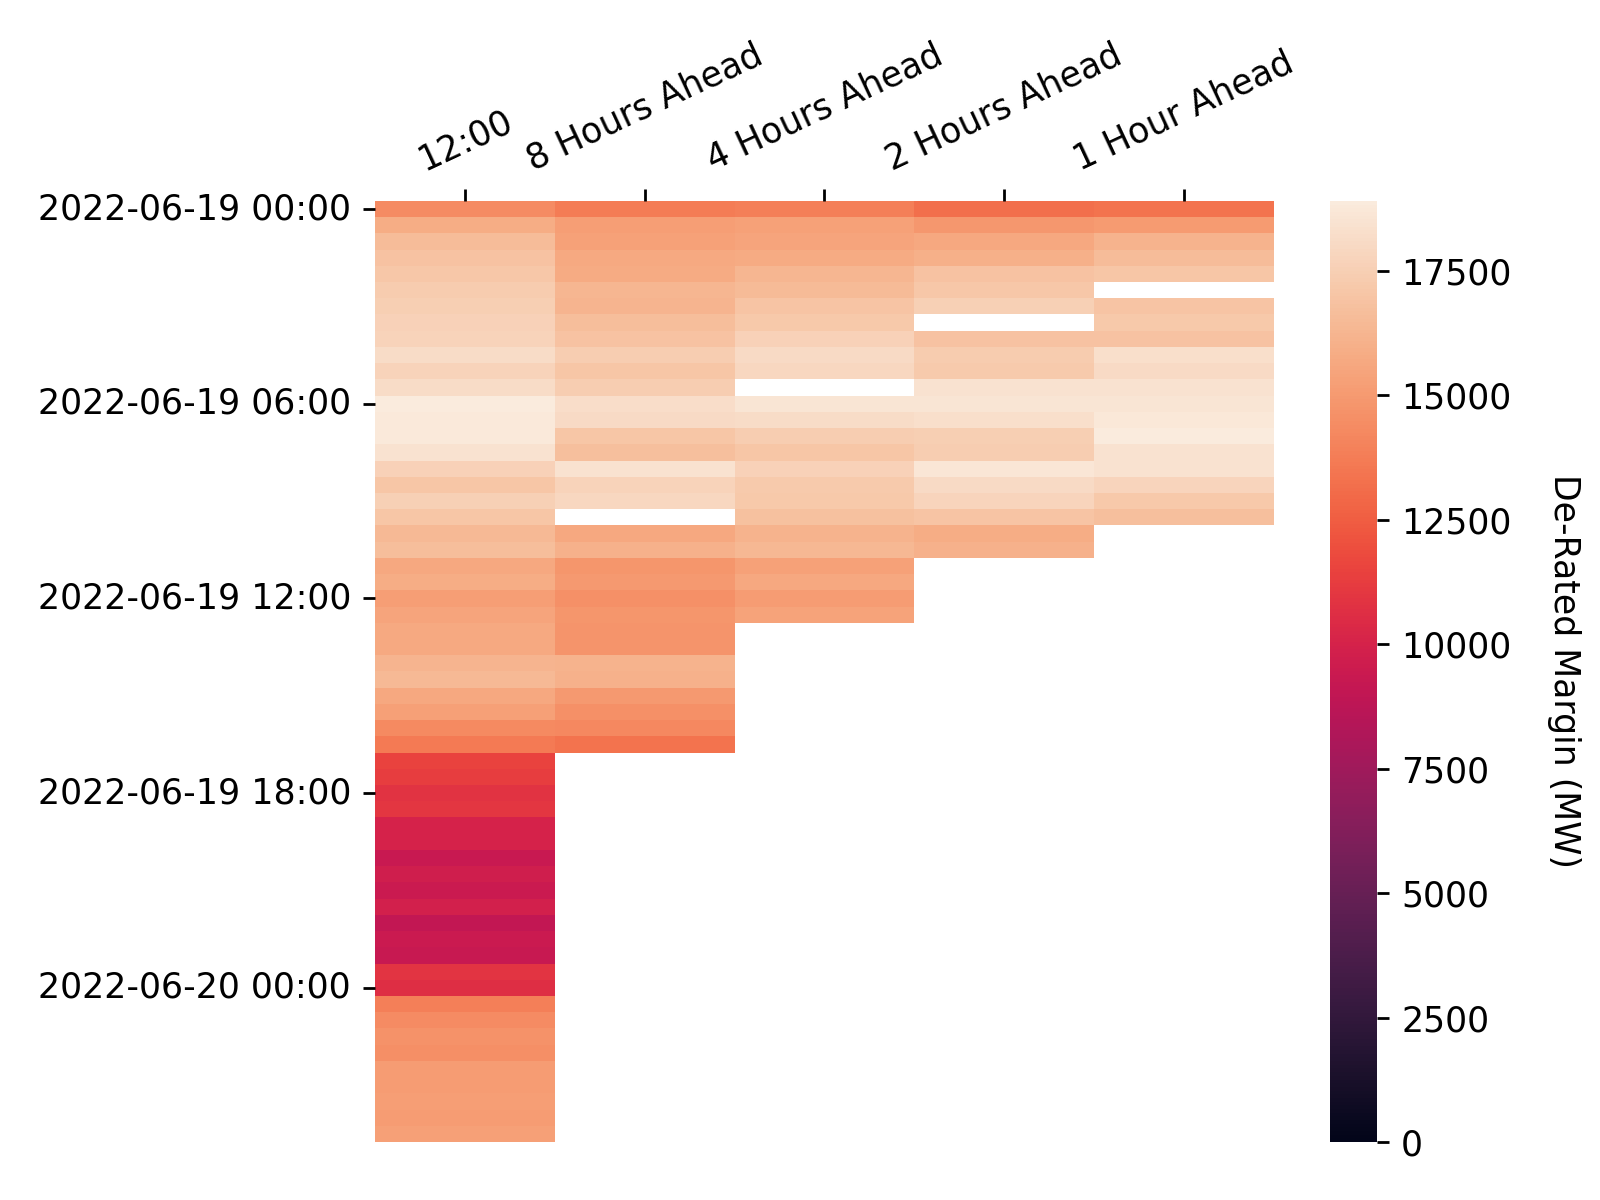 12:00
8 Hours Ahead
4 Hours Ahead
2 Hours Ahead
1 Hour Ahead
2022-06-19 00:00
2022-06-19 06:00
2022-06-19 12:00
2022-06-19 18:00
2022-06-20 00:00
17500
15000
12500
10000
7500
5000
2500
0
De-Rated Margin (MW)